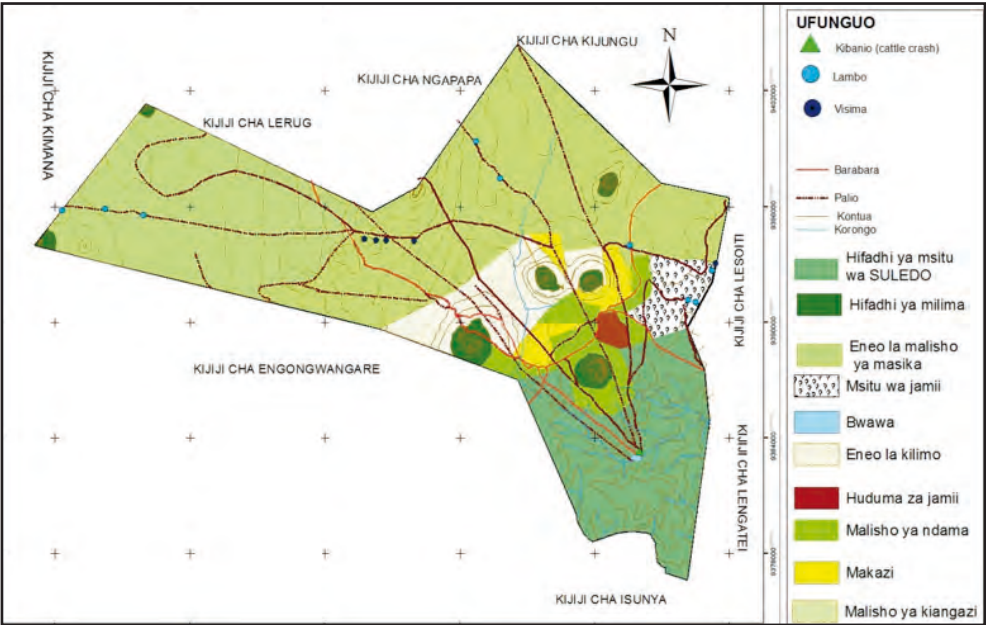 KIJIJI CHA KIJUNGU
N
KIJIJI CHA NGAPAPA
KIJIJI CHA LERUG
KIJIJI CHA KIMANA
KIJIJI CHA LESOITI
KIJIJI CHA ENGONGWANGARE
KIJIJI CHA LENGATEI
KIJIJI CHA ISUNYA
UFUNGUO
Kibanio (cattle crash)
Lambo
Visima
Barabara
Palio
Kontua
Korongo
Hifadhi ya msitu
wa SULEDO
Hifadhi ya milima
Eneo la malisho
ya masika
Msitu wa jamii
Bwawa
Eneo la kilimo
Huduma za jamii
Malisho ya ndama
Makazi
Malisho ya kiangazi